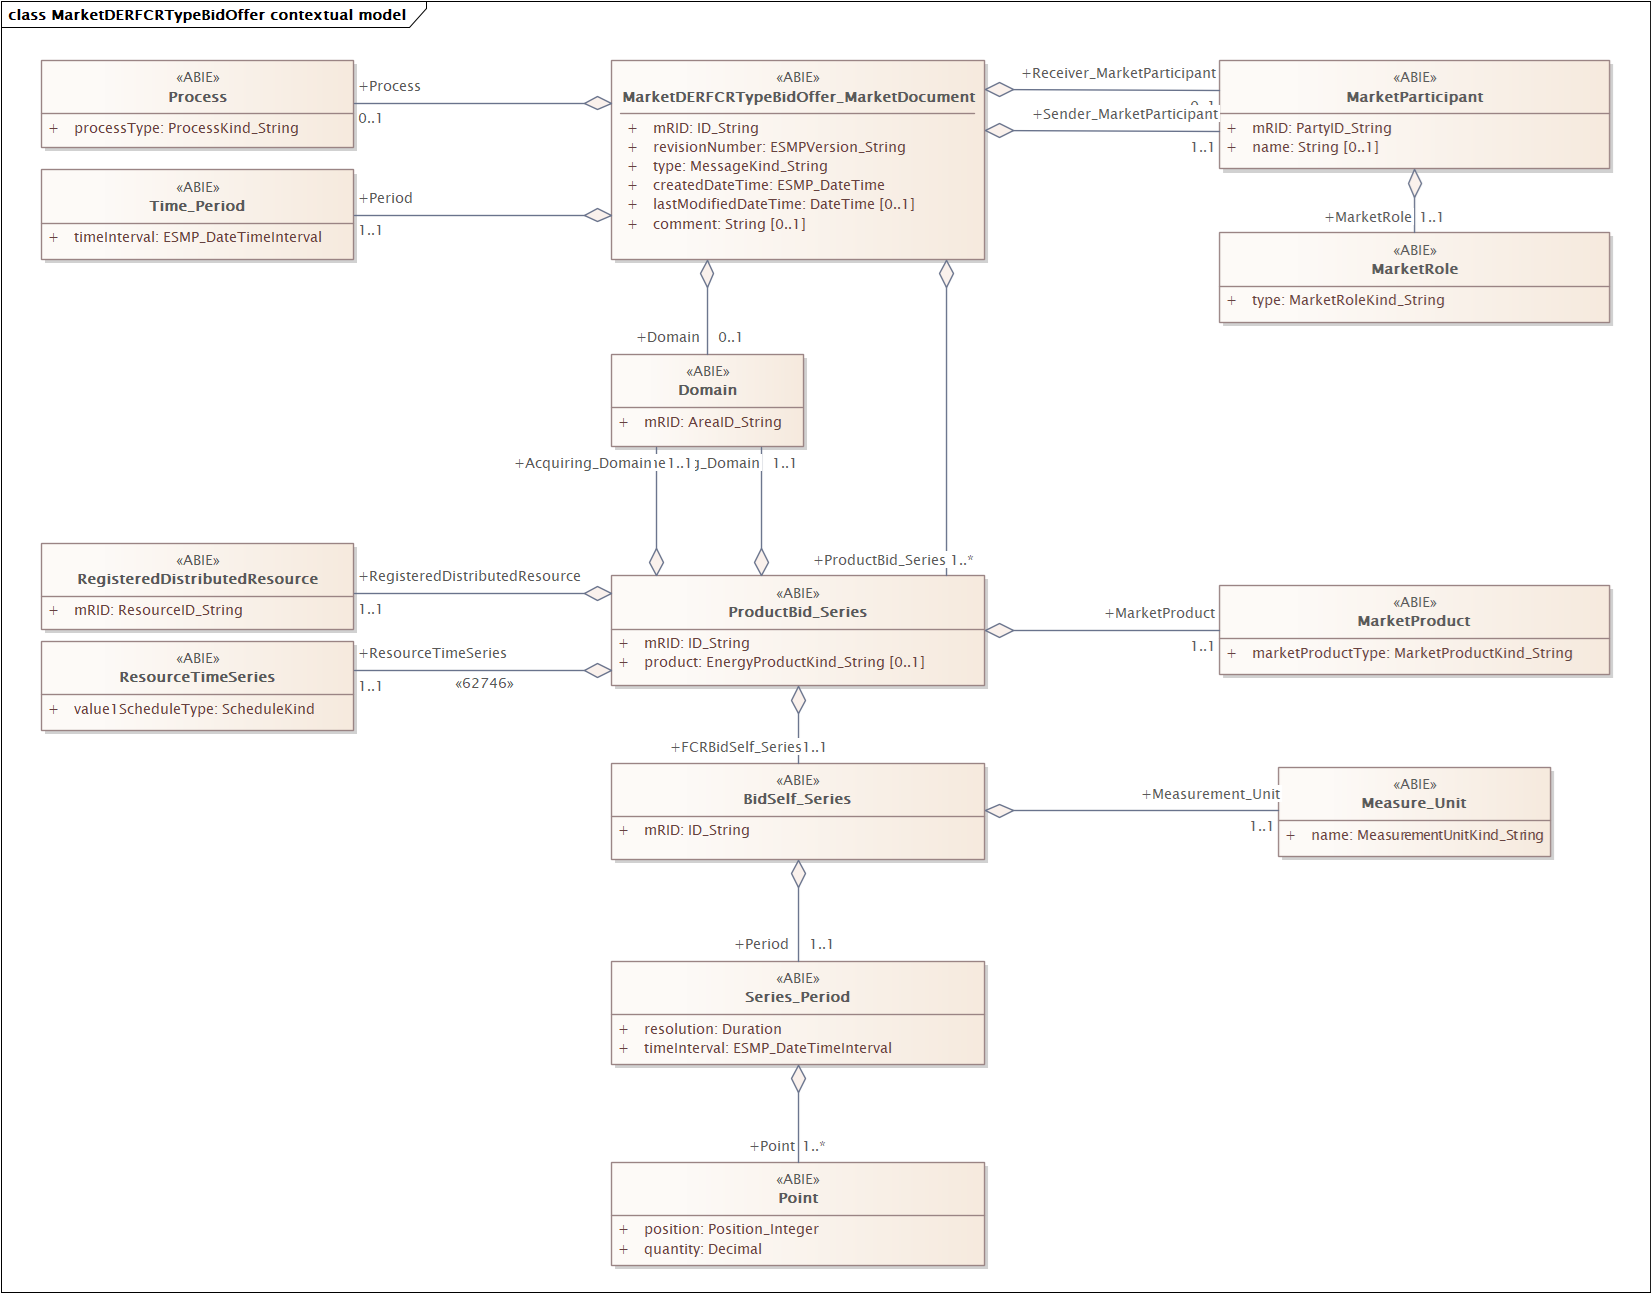 class MarketDERFCRTypeBidOffer contextual model
«ABIE»
Process
+ processType: ProcessKind_String
+Process
0..1
«ABIE»
Time_Period
+ timeInterval: ESMP_DateTimeInterval
+Period
1..1
«ABIE»
MarketDERFCRTypeBidOffer_MarketDocument
+ mRID: ID_String
+ revisionNumber: ESMPVersion_String
+ type: MessageKind_String
+ createdDateTime: ESMP_DateTime
+ lastModifiedDateTime: DateTime [0..1]
+ comment: String [0..1]
+Receiver_MarketParticipant
0..1
+Sender_MarketParticipant
1..1
«ABIE»
MarketParticipant
+ mRID: PartyID_String
+ name: String [0..1]
+MarketRole 1..1
«ABIE»
MarketRole
+ type: MarketRoleKind_String
+Domain 0..1
«ABIE»
Domain
+ mRID: AreaID_String
+Acquiring_Domain 1..1
g_Domain 1..1
+ProductBid_Series 1..*
«ABIE»
RegisteredDistributedResource
+ mRID: ResourceID_String
+RegisteredDistributedResource
1..1
«ABIE»
ResourceTimeSeries
+ value1ScheduleType: ScheduleKind
+ResourceTimeSeries
1..1
«62746»
«ABIE»
ProductBid_Series
+ mRID: ID_String
+ product: EnergyProductKind_String [0..1]
+MarketProduct
1..1
«ABIE»
MarketProduct
+ marketProductType: MarketProductKind_String
+FCRBidSelf_Series 1..1
«ABIE»
BidSelf_Series
+ mRID: ID_String
+Measurement_Unit
1..1
«ABIE»
Measure_Unit
+ name: MeasurementUnitKind_String
+Period 1..1
«ABIE»
Series_Period
+ resolution: Duration
+ timeInterval: ESMP_DateTimeInterval
+Point 1..*
«ABIE»
Point
+ position: Position_Integer
+ quantity: Decimal